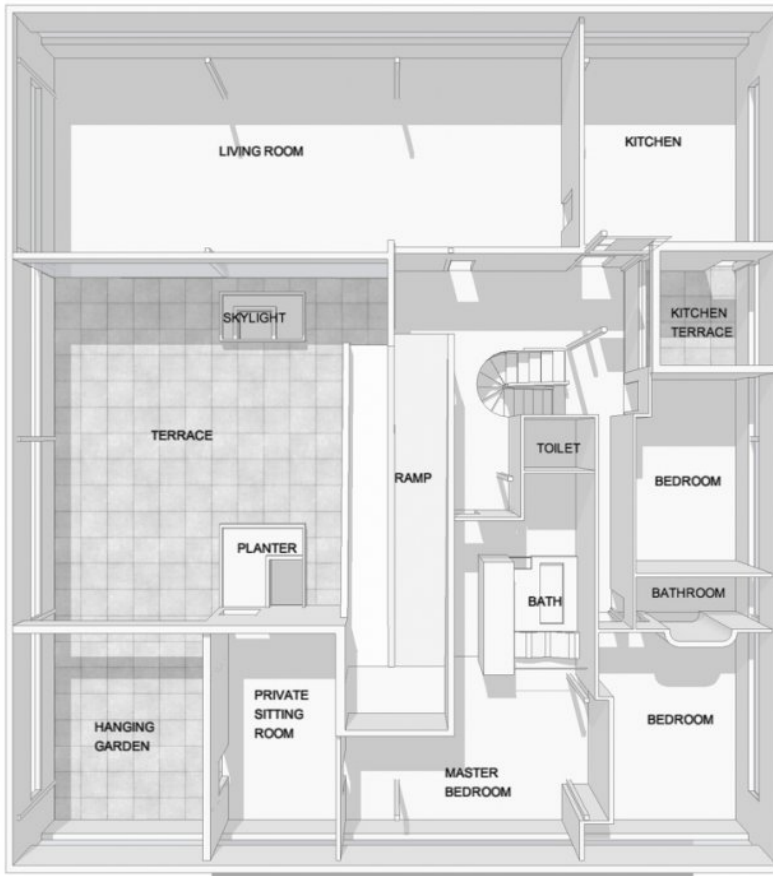 LIVING ROOM
KITCHEN
SKYLIGHT
KITCHEN
TERRACE
TERRACE
TOILET
RAMP
BEDROOM
PLANTER
BATHROOM
BATH
PRIVATE
SITTING
ROOM
HANGING
GARDEN
BEDROOM
MASTER
BEDROOM